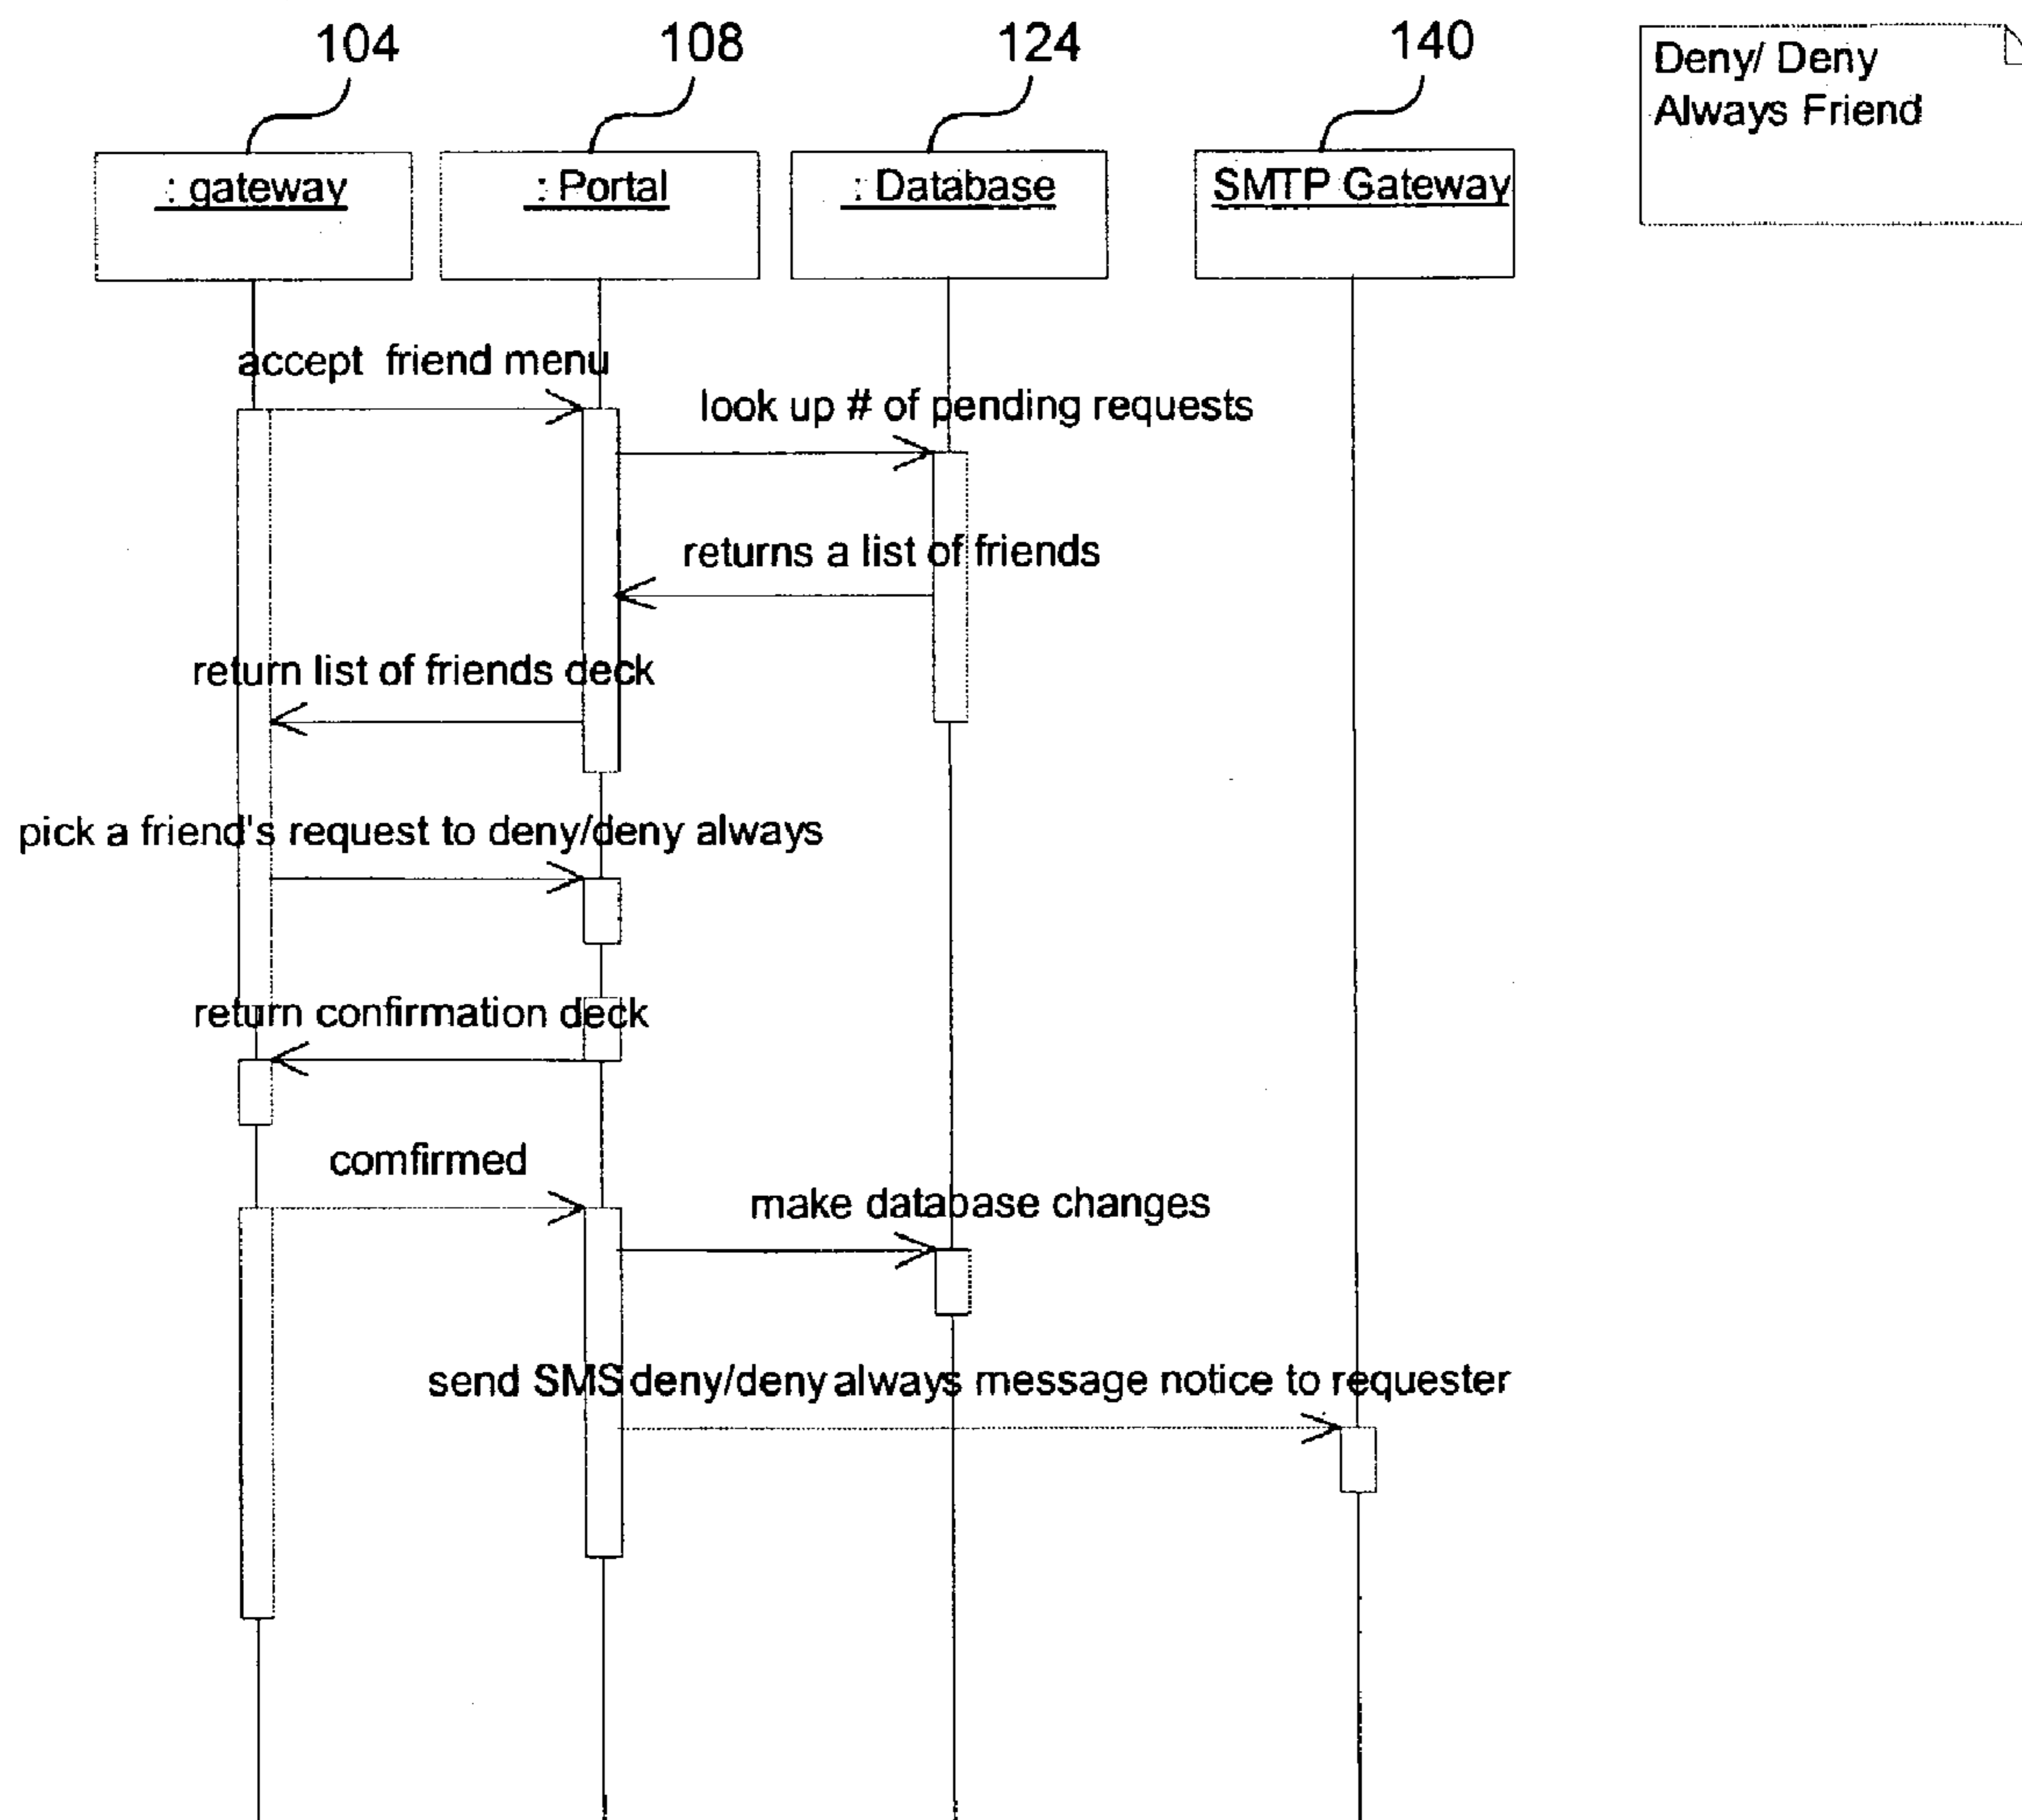 104
108
124
140
Deny/ Deny
Always Friend
: gateway
: Portal
: Database
SMTP Gateway
accept friend menu
look up # of pending requests
returns a list of friends
return list of friends deck
pick a friend's request to deny/deny always
return confirmation deck
comfirmed
make database changes
send SMS deny/deny always message notice to requester